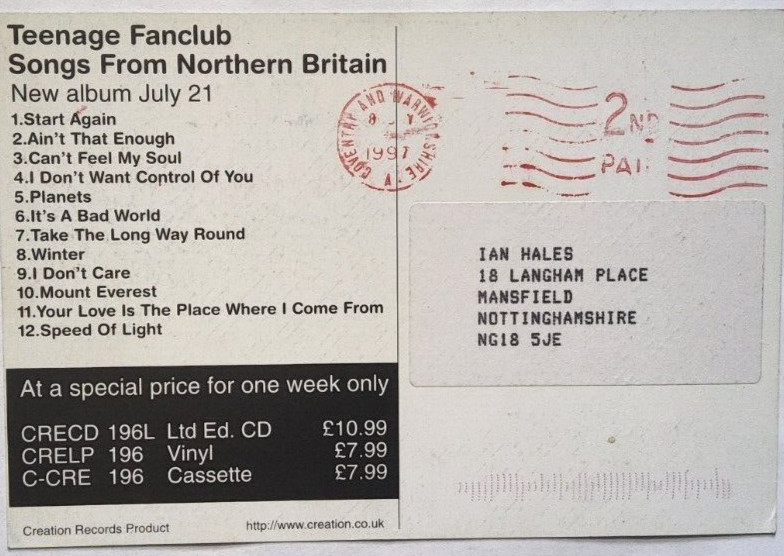 Teenage Fanclub
Songs From Northern Britain
New album July 21
1.Start Again
2.Ain't That Enough
3.Can't Feel My Soul
4.I Don't Want Control Of You
5.Planets
6.It's A Bad World
7.Take The Long Way Round
8.Winter
9.I Don't Care
10.Mount Everest
11.Your Love Is The Place Where I Come From
12.Speed Of Light
At a special price for one week only
CRECD 196L Ltd Ed. CD £10.99
CRELP 196 Vinyl £7.99
C-CRE 196 Cassette £7.99
Creation Records Product http://www.creation.co.uk
COVENTRY AND WARWICKSHIRE
1997
A
2ND
IAN HALES
18 LANGHAM PLACE
MANSFIELD
NOTTINGHAMSHIRE
NG18 5JE